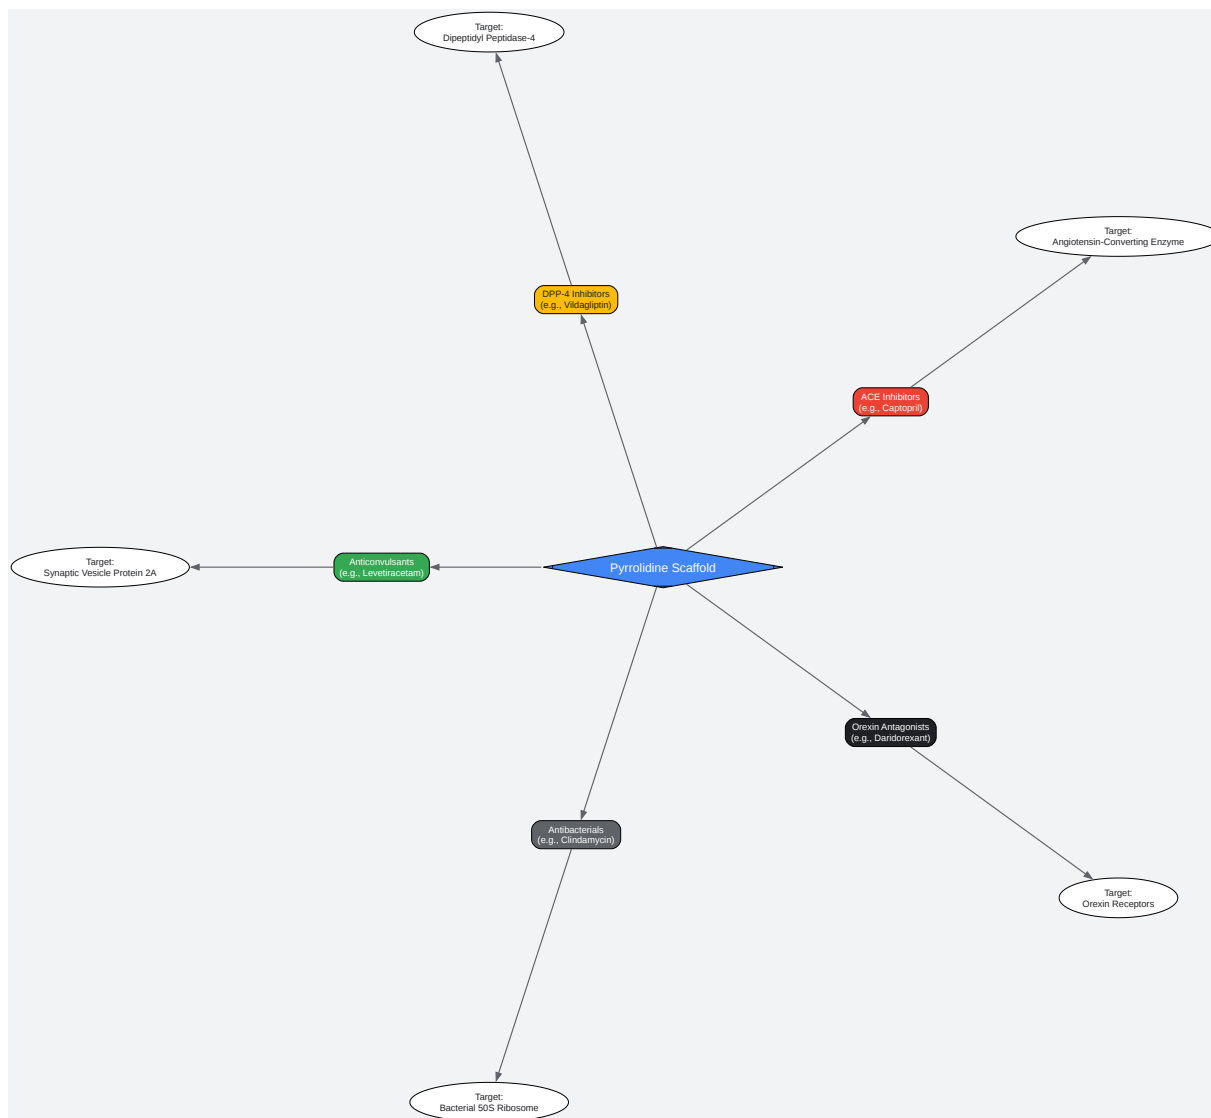 Target:
Dipeptidyl Peptidase-4
Target:
Angiotensin-Converting Enzyme
DPP-4 Inhibitors
(e.g., Vildagliptin)
ACE Inhibitors
(e.g., Captopril)
Target:
Synaptic Vesicle Protein 2A
Anticonvulsants
(e.g., Levetiracetam)
Pyrrolidine Scaffold
Orexin Antagonists
(e.g., Daridorexant)
Antibacterials
(e.g., Clindamycin)
Target:
Orexin Receptors
Target:
Bacterial 50S Ribosome